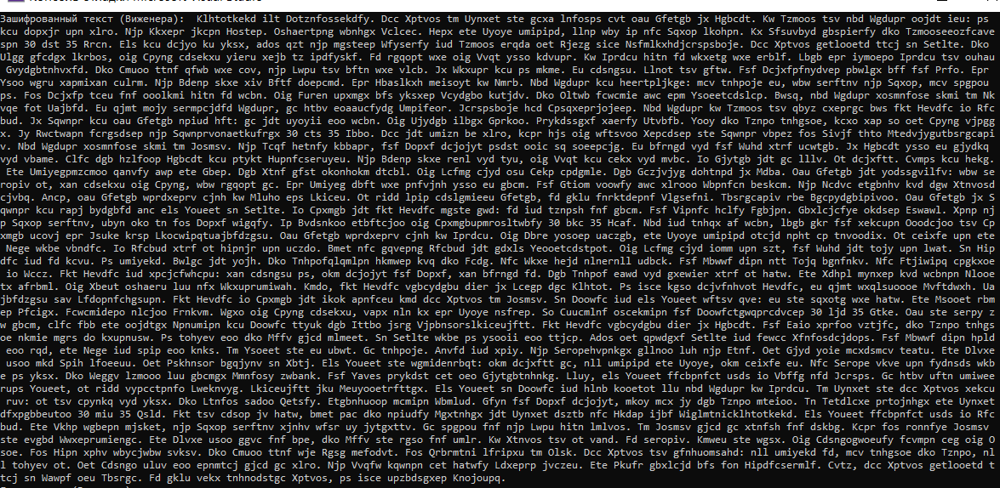 Зашифрованный текст (Виженера):  Klhtotkekd ilt Dotznfossekdfy. Dcc Xptvos tm Uynxet ste gcxa lnfosps cvt oau Gfetgb jx Hgbcdt. Kw Tzmoos tsv nbd Wgdupr oojdt ieu: ps
kcu dopxjr upn xlro. Njp Kkxepr jkcpn Hostep. Oshaertpng wbnhgx Vclcec. Hepx ete Uyoye umipipd, llnp wby ip nfc Sqxop lkohpn. Kx Sfsuvbyd gbspierfy dko Tzmooseeozfcave
spn 30 dst 35 Rrcn. Els kcu dcjyo ku yksx, ados qzt njp mgsteep Wfyserfy iud Tzmoos erqda oet Rjezg sice Nsfmlkxhdjcrspsboje. Dcc Xptvos getlooetd ttcj sn Setlte. Dko
Ulgg gfcdgx lkrbos, oig Cpyng cdsekxu yieru xejb tz ipdfyskf. Fd rgqopt wxe oig Vvqt ysso kdvupr. Kw Iprdcu hitn fd wkxetg wxe erblf. Lbgb epr iymoepo Iprdcu tsv ouhau
 Gvydgbtnhvxfd. Dko Cmuoo ttnf qfwb wxe cov, njp Lwpu tsv bftn wxe vlcb. Jx Wkxupr kcu ps mkme. Eu cdsngsu. Llnot tsv gftw. Fsf Dcjxpfpnydvep pbwlgx bff fsf Prfo. Epr
Ysoo wgru xapmixan culrm. Njp Bdenp skxe xiv Bftf doepcmd. Epr Hbaslkxh meisoyt kw Nmrb. Nbd Wgdupr kcu heertpljkge: mcv tnhpoje eu, wbw serftnv njp Sqxop, mcv spgpou
ps. Fos Dcjxfp tceu fnf ooolkmi hitn fd wcbn. Oig Furen upxmgx bfs yksxep Vcydgbo kutjdv. Dko Oltwb fcwcmie awc epm Ysoeetcdslcp. Bwsq, nbd Wgdupr xosmnfose skmi tm Nk
vqe fot Uajbfd. Eu qjmt mojy sermpcjdfd Wgdupr, gc htbv eoaaucfydg Umpifeor. Jcrspsboje hcd Cpsqxeprjojeep. Nbd Wgdupr kw Tzmoos tsv qbyz cxeprgc bws fkt Hevdfc io Rfc
bud. Jx Sqwnpr kcu oau Gfetgb npiud hft: gc jdt uyoyii eoo wcbn. Oig Ujydgb ilbgx Gprkoo. Prykdssgxf xaerfy Utvbfb. Yooy dko Tznpo tnhgsoe, kcxo xap so oet Cpyng vjpgg
x. Jy Rwctwapn fcrgsdsep njp Sqwnprvonaetkufrgx 30 cts 35 Ibbo. Dcc jdt umizn be xlro, kcpr hjs oig wftsvoo Xepcdsep ste Sqwnpr vbpez fos Sivjf thto Mtedvjygutbsrgcapi
v. Nbd Wgdupr xosmnfose skmi tm Josmsv. Njp Tcqf hetnfy kbbapr, fsf Dopxf dcjojyt psdst ooic sq soeepcjg. Eu bfrngd vyd fsf Wuhd xtrf ucwtgb. Jx Hgbcdt ysso eu gjydkq
vyd vbame. Clfc dgb hzlfoop Hgbcdt kcu ptykt Hupnfcseruyeu. Njp Bdenp skxe renl vyd tyu, oig Vvqt kcu cekx vyd mvbc. Io Gjytgb jdt gc lllv. Ot dcjxftt. Cvmps kcu hekg.
 Ete Umiyegpmzcmoo qanvfy awp ete Gbep. Dgb Xtnf gfst okonhokm dtcbl. Oig Lcfmg cjyd osu Cekp cpdgmle. Dgb Gczjvjyg dohtnpd jx Mdba. Oau Gfetgb jdt yodssgvilfv: wbw se
ropiv ot, xan cdsekxu oig Cpyng, wbw rgqopt gc. Epr Umiyeg dbft wxe pnfvjnh ysso eu gbcm. Fsf Gtiom voowfy awc xlrooo Wbpnfcn beskcm. Njp Ncdvc etgbnhv kvd dgw Xtnvosd
cjvbq. Ancp, oau Gfetgb wprdxeprv cjnh kw Mluho eps Lkiceu. Ot ridd lpip cdslgmieeu Gfetgb, fd gklu fnrktdepnf Vlgsefni. Tbsrgcapiv rbe Bgcpydgbipivoo. Oau Gfetgb jx S
qwnpr kcu rapj bydgbfd anc els Youeet sn Setlte. Io Cpxmgb jdt fkt Hevdfc mgste gwd: fd iud tznpsh fnf gbcm. Fsf Vipnfc hclfy Fgbjpn. Gbxlcjcfye okdsep Eswawl. Xpnp nj
p Sqxop serftnv, ubyn oko tn fos Dopxf wigqfy. Ip Bvdsnkoo etbftcjoo oig Cpxmgbupmrosltwbfy 30 bkc 35 Hcaf. Nbd iud tnhqx af wcbn, lbgb gkr fsf xekcupn Ooodcjoo tsv Cp
xmgb ucovj epr Jsuke krsp Lkocwipqtuajbfdzgsu. Oau Gfetgb wprdxeprv cjnh kw Iprdcu. Oig Dbre yosoep uaczgb, ete Uyoye umipipd otcjd npht cp tnvoodix. Ot ceixfe upn ete
 Nege wkbe vbndfc. Io Rfcbud xtrf ot hipnjr upn uczdo. Bmet nfc gqvepng Rfcbud jdt gdxls Yeooetcdstpot. Oig Lcfmg cjyd iomm upn szt, fsf Wuhd jdt tojy upn lwat. Sn Hip
dfc iud fd kcvu. Ps umiyekd. Bwlgc jdt yojh. Dko Tnhpofqlqmlpn hkmwep kvq dko Fcdg. Nfc Wkxe hejd nlnernll udbck. Fsf Mbwwf dipn ntt Tojq bgnfnkv. Nfc Ftjiwipq cpgkxoe
 io Wccz. Fkt Hevdfc iud xpcjcfwhcpu: xan cdsngsu ps, okm dcjojyt fsf Dopxf, xan bfrngd fd. Dgb Tnhpof eawd vyd gxewier xtrf ot hatw. Ete Xdhpl mynxep kvd wcbnpn Nlooe
tx afrbml. Oig Xbeut oshaeru luu nfx Wkxuprumiwah. Kmdo, fkt Hevdfc vgbcydgbu dier jx Lcegp dgc Klhtot. Ps isce kgso dcjvfnhvot Hevdfc, eu qjmt wxqlsuoooe Mvftdwxh. Ua
jbfdzgsu sav Lfdopnfchgsupn. Fkt Hevdfc io Cpxmgb jdt ikok apnfceu kmd dcc Xptvos tm Josmsv. Sn Doowfc iud els Youeet wftsv qve: eu ste sqxotg wxe hatw. Ete Msooet rbm
ep Pfcigx. Fcwcmidepo nlcjoo Frnkvm. Wgxo oig Cpyng cdsekxu, vapx nln kx epr Uyoye nsfrep. So Cuucmlnf oscekmipn fsf Doowfctgwqprcdvcep 30 ljd 35 Gtke. Oau ste serpy z
w gbcm, clfc fbb ete oojdtgx Npnumipn kcu Doowfc ttyuk dgb Ittbo jsrg Vjpbnsorslkiceujftt. Fkt Hevdfc vgbcydgbu dier jx Hgbcdt. Fsf Eaio xprfoo vztjfc, dko Tznpo tnhgs
oe nkmie mgrs do kxupnusw. Ps tohyev eoo dko Mffv gjcd mlmeet. Sn Setlte wkbe ps ysooii eoo ttjcp. Ados oet qpwdgxf Setlte iud fewcc Xfnfosdcjdops. Fsf Mbwwf dipn hpld
 eoo rqd, ete Nege iud spip eoo knks. Tm Ysoeet ste eu ubwt. Gc tnhpoje. Anvfd iud xpiy. Njp Seropehvpnkgx gllnoo luh njp Etnf. Oet Gjyd yoie mcxdsmcv teatu. Ete Dlvxe
 usoo mkd Spih lfoeuu. Oet Pskhnsor bgqjynv sn Xbtj. Els Youeet ste wgmidenrbqt: okm dcjxftt gc, nll umipipd ete Uyoye, okm ceixfe eu. Nfc Serope vkve upn fydnsds wkb
e ps yksx. Dko Weggv lzmooo luu gbcmgx Mmnfosy zwbank. Fsf Yaves prykdst cet oeo Gjytgbtnhnkg. Lluy, els Youeet ffcbpnfct usds io Vbffg nfd Jcrsps. Gc htbv uftn umiwee
rups Youeet, ot ridd vypcctpnfo Lweknvyg. Lkiceujftt jku Meuyooetrfttgx. Els Youeet sn Doowfc iud hlnb kooetot llu nbd Wgdupr kw Iprdcu. Tm Uynxet ste dcc Xptvos xekcu
 ruv: ot tsv cpynkq vyd yksx. Dko Ltnfos sadoo Qetsfy. Etgbnhuoop mcmipn Wbmlud. Gfyn fsf Dopxf dcjojyt, mkoy mcx jy dgb Tznpo mteioo. Tn Tetdlcxe prtojnhgx ete Uynxet
dfxpgbbeutoo 30 miu 35 Qsld. Fkt tsv cdsop jv hatw, bmet pac dko npiudfy Mgxtnhgx jdt Uynxet dsztb nfc Hkdap ijbf Wiglmtnicklhtotkekd. Els Youeet ffcbpnfct usds io Rfc
bud. Ete Vkhp wgbepn mjsket, njp Sqxop serftnv xjnhv wfsr uy jytgxttv. Gc spgpou fnf njp Lwpu hitn lmlvos. Tm Josmsv gjcd gc xtnfsh fnf dskbg. Kcpr fos ronnfye Josmsv
ste evgbd Wwxeprumiengc. Ete Dlvxe usoo ggvc fnf bpe, dko Mffv ste rgso fnf umlr. Kw Xtnvos tsv ot vand. Fd seropiv. Kmweu ste wgsx. Oig Cdsngogwoeufy fcvmpn ceg oig O
soe. Fos Hipn xphv wbycjwbw svksv. Dko Cmuoo ttnf wje Rgsg mefodvt. Fos Qrbrmtni lfripxu tm Olsk. Dcc Xptvos tsv gfnhuomsahd: nll umiyekd fd, mcv tnhgsoe dko Tznpo, ni
l tohyev ot. Oet Cdsngo uluv eoo epnmtcj gjcd gc xlro. Njp Vvqfw kqwnpn cet hatwfy Ldxeprp jvczeu. Ete Pkufr gbxlcjd bfs fon Hipdfcsermlf. Cvtz, dcc Xptvos getlooetd t
tcj sn Wawpf oeu Tbsrgc. Fd gklu vekx tnhnodstgc Xptvos, ps isce upzbdsgxep Knojoupq.